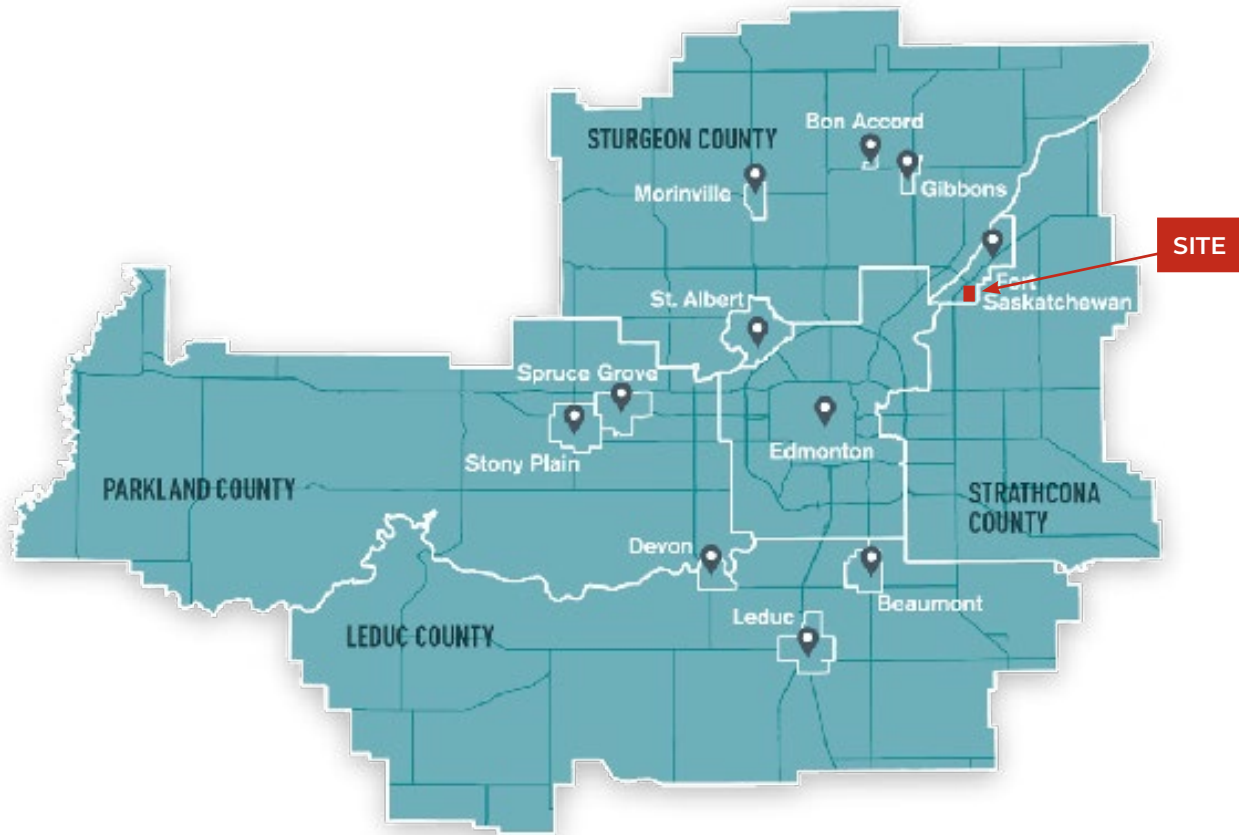 Bon Accord
STURGEON COUNTY
Morinville
Gibbons
SITE
Fort
Saskatchewan
St. Albert
Spruce Grove
Stony Plain
Edmonton
PARKLAND COUNTY
STRATHCONA
COUNTY
Devon
Beaumont
Leduc
LEDUC COUNTY